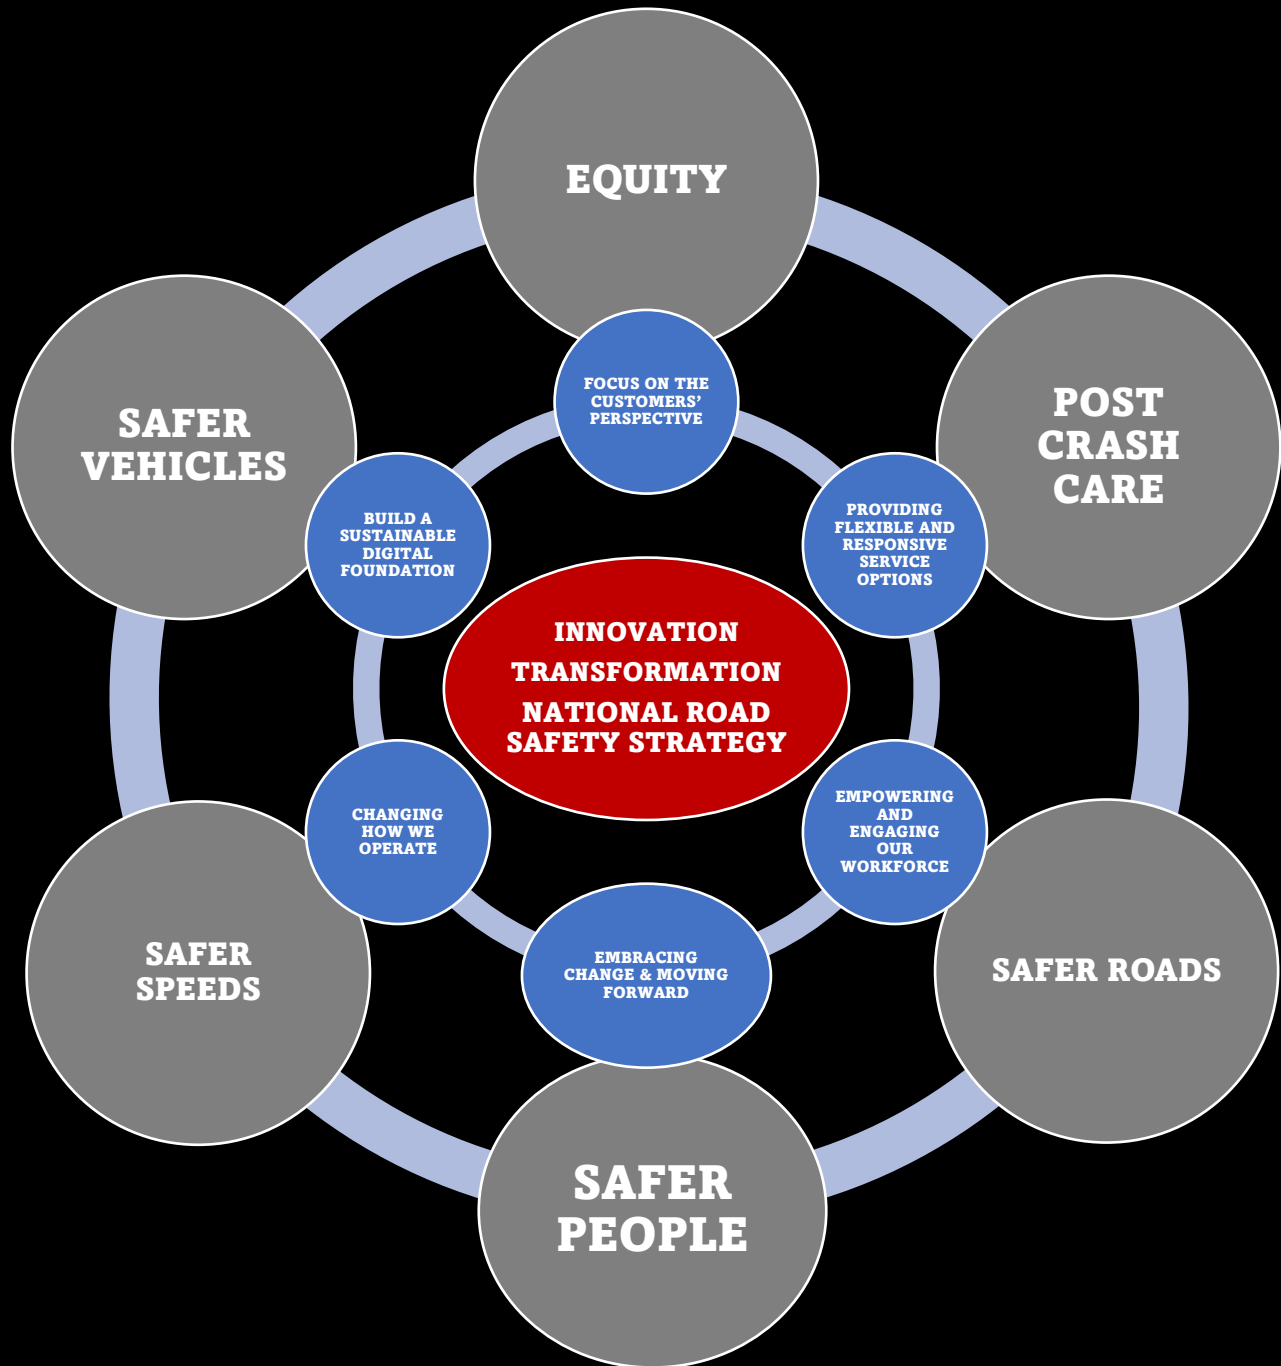 EQUITY
SAFER
VEHICLES
POST
CRASH
CARE
FOCUS ON THE
CUSTOMERS'
PERSPECTIVE
BUILD A
SUSTAINABLE
DIGITAL
FOUNDATION
PROVIDING
FLEXIBLE AND
RESPONSIVE
SERVICE
OPTIONS
INNOVATION
TRANSFORMATION
NATIONAL ROAD
SAFETY STRATEGY
CHANGING
HOW WE
OPERATE
EMPOWERING
AND
ENGAGING
OUR
WORKFORCE
EMBRACING
CHANGE & MOVING
FORWARD
SAFER
SPEEDS
SAFER ROADS
SAFER
PEOPLE